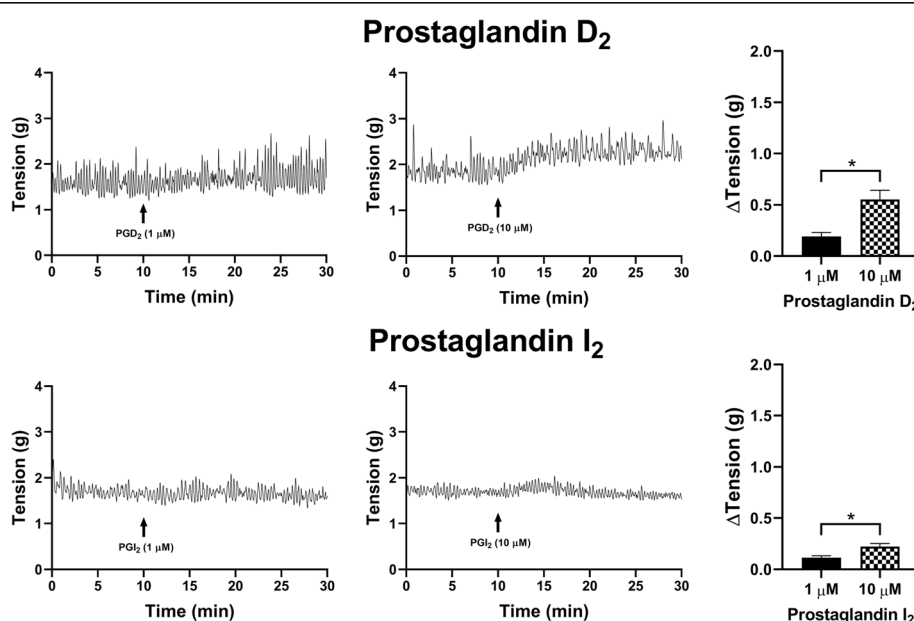 Prostaglandin D₂
Tension (g)
4
3
2
1
0
PGD₂ (1 μM)
0 5 10 15 20 25 30
Time (min)
Tension (g)
4
3
2
1
0
PGD₂ (10 μM)
0 5 10 15 20 25 30
Time (min)
ΔTension (g)
2.0
1.5
1.0
0.5
0.0
*
1 μM 10 μM
Prostaglandin D₂
Prostaglandin I₂
Tension (g)
4
3
2
1
0
PGI₂ (1 μM)
0 5 10 15 20 25 30
Time (min)
Tension (g)
4
3
2
1
0
PGI₂ (10 μM)
0 5 10 15 20 25 30
Time (min)
ΔTension (g)
2.0
1.5
1.0
0.5
0.0
*
1 μM 10 μM
Prostaglandin I₂